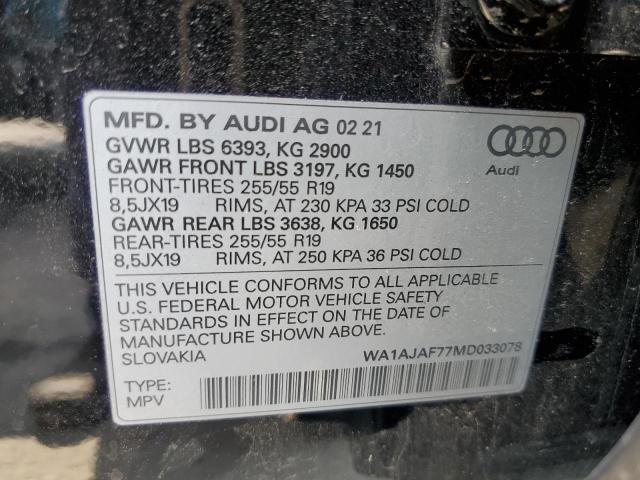 MFD. BY AUDI AG 02 21
GVWR LBS 6393, KG 2900
GAWR FRONT LBS 3197, KG 1450
FRONT-TIRES 255/55 R19
8,5JX19 RIMS, AT 230 KPA 33 PSI COLD
GAWR REAR LBS 3638, KG 1650
REAR-TIRES 255/55 R19
8,5JX19 RIMS, AT 250 KPA 36 PSI COLD
Audi
THIS VEHICLE CONFORMS TO ALL APPLICABLE
U.S. FEDERAL MOTOR VEHICLE SAFETY
STANDARDS IN EFFECT ON THE DATE OF
MANUFACTURE SHOWN ABOVE.
SLOVAKIA WA1AJAF77MD033078
TYPE:
MPV